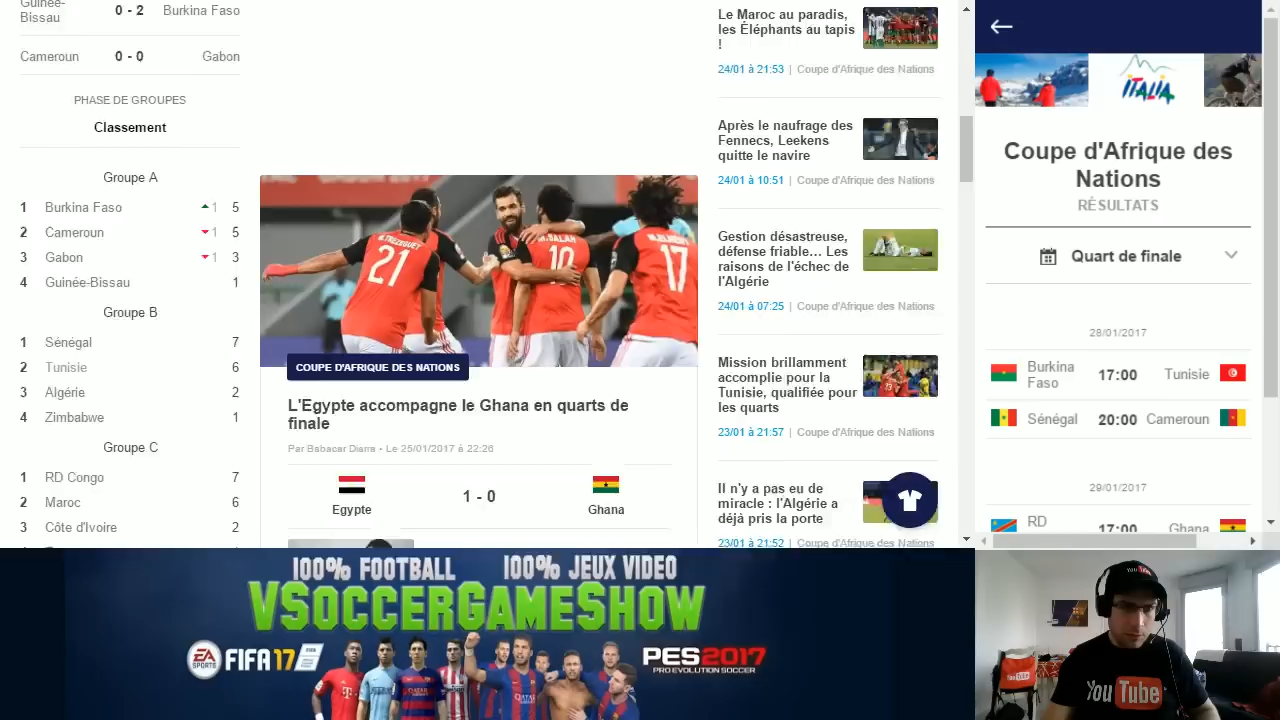 Guinée-
Bissau
0 - 2
Burkina Faso
Cameroun
0 - 0
Gabon
PHASE DE GROUPES
Classement
Groupe A
1 Burkina Faso 1 5
2 Cameroun 1 5
3 Gabon 1 3
4 Guinée-Bissau 1
Groupe B
1 Sénégal 7
2 Tunisie 6
3 Algérie 2
4 Zimbabwe 1
Groupe C
1 RD Congo 7
2 Maroc 6
3 Côte d'Ivoire 2
M.TREZEGUET
21
M.SALAH
10
M.ELNENY
17
COUPE D'AFRIQUE DES NATIONS
L'Egypte accompagne le Ghana en quarts de
finale
Par Babacar Diarra • Le 25/01/2017 à 22:26
1 - 0
Egypte
Ghana
Le Maroc au paradis,
les Éléphants au tapis
!
24/01 à 21:53 | Coupe d'Afrique des Nations
Après le naufrage des
Fennecs, Leekens
quitte le navire
24/01 à 10:51 | Coupe d'Afrique des Nations
Gestion désastreuse,
défense friable... Les
raisons de l'échec de
l'Algérie
24/01 à 07:25 | Coupe d'Afrique des Nations
Mission brillamment
accomplie pour la
Tunisie, qualifiée pour
les quarts
23/01 à 21:57 | Coupe d'Afrique des Nations
Il n'y a pas eu de
miracle : l'Algérie a
déjà pris la porte
23/01 à 21:52 | Coupe d'Afrique des Nations
ITALIA
Coupe d'Afrique des
Nations
RÉSULTATS
Quart de finale
28/01/2017
Burkina
Faso
17:00
Tunisie
Sénégal 20:00 Cameroun
29/01/2017
RD
17:00
Ghana
100% FOOTBALL 100% JEUX VIDEO
VSOCCERGAMESHOW
EA
SPORTS
FIFA 17
PES2017
PRO EVOLUTION SOCCER
You
You Tube